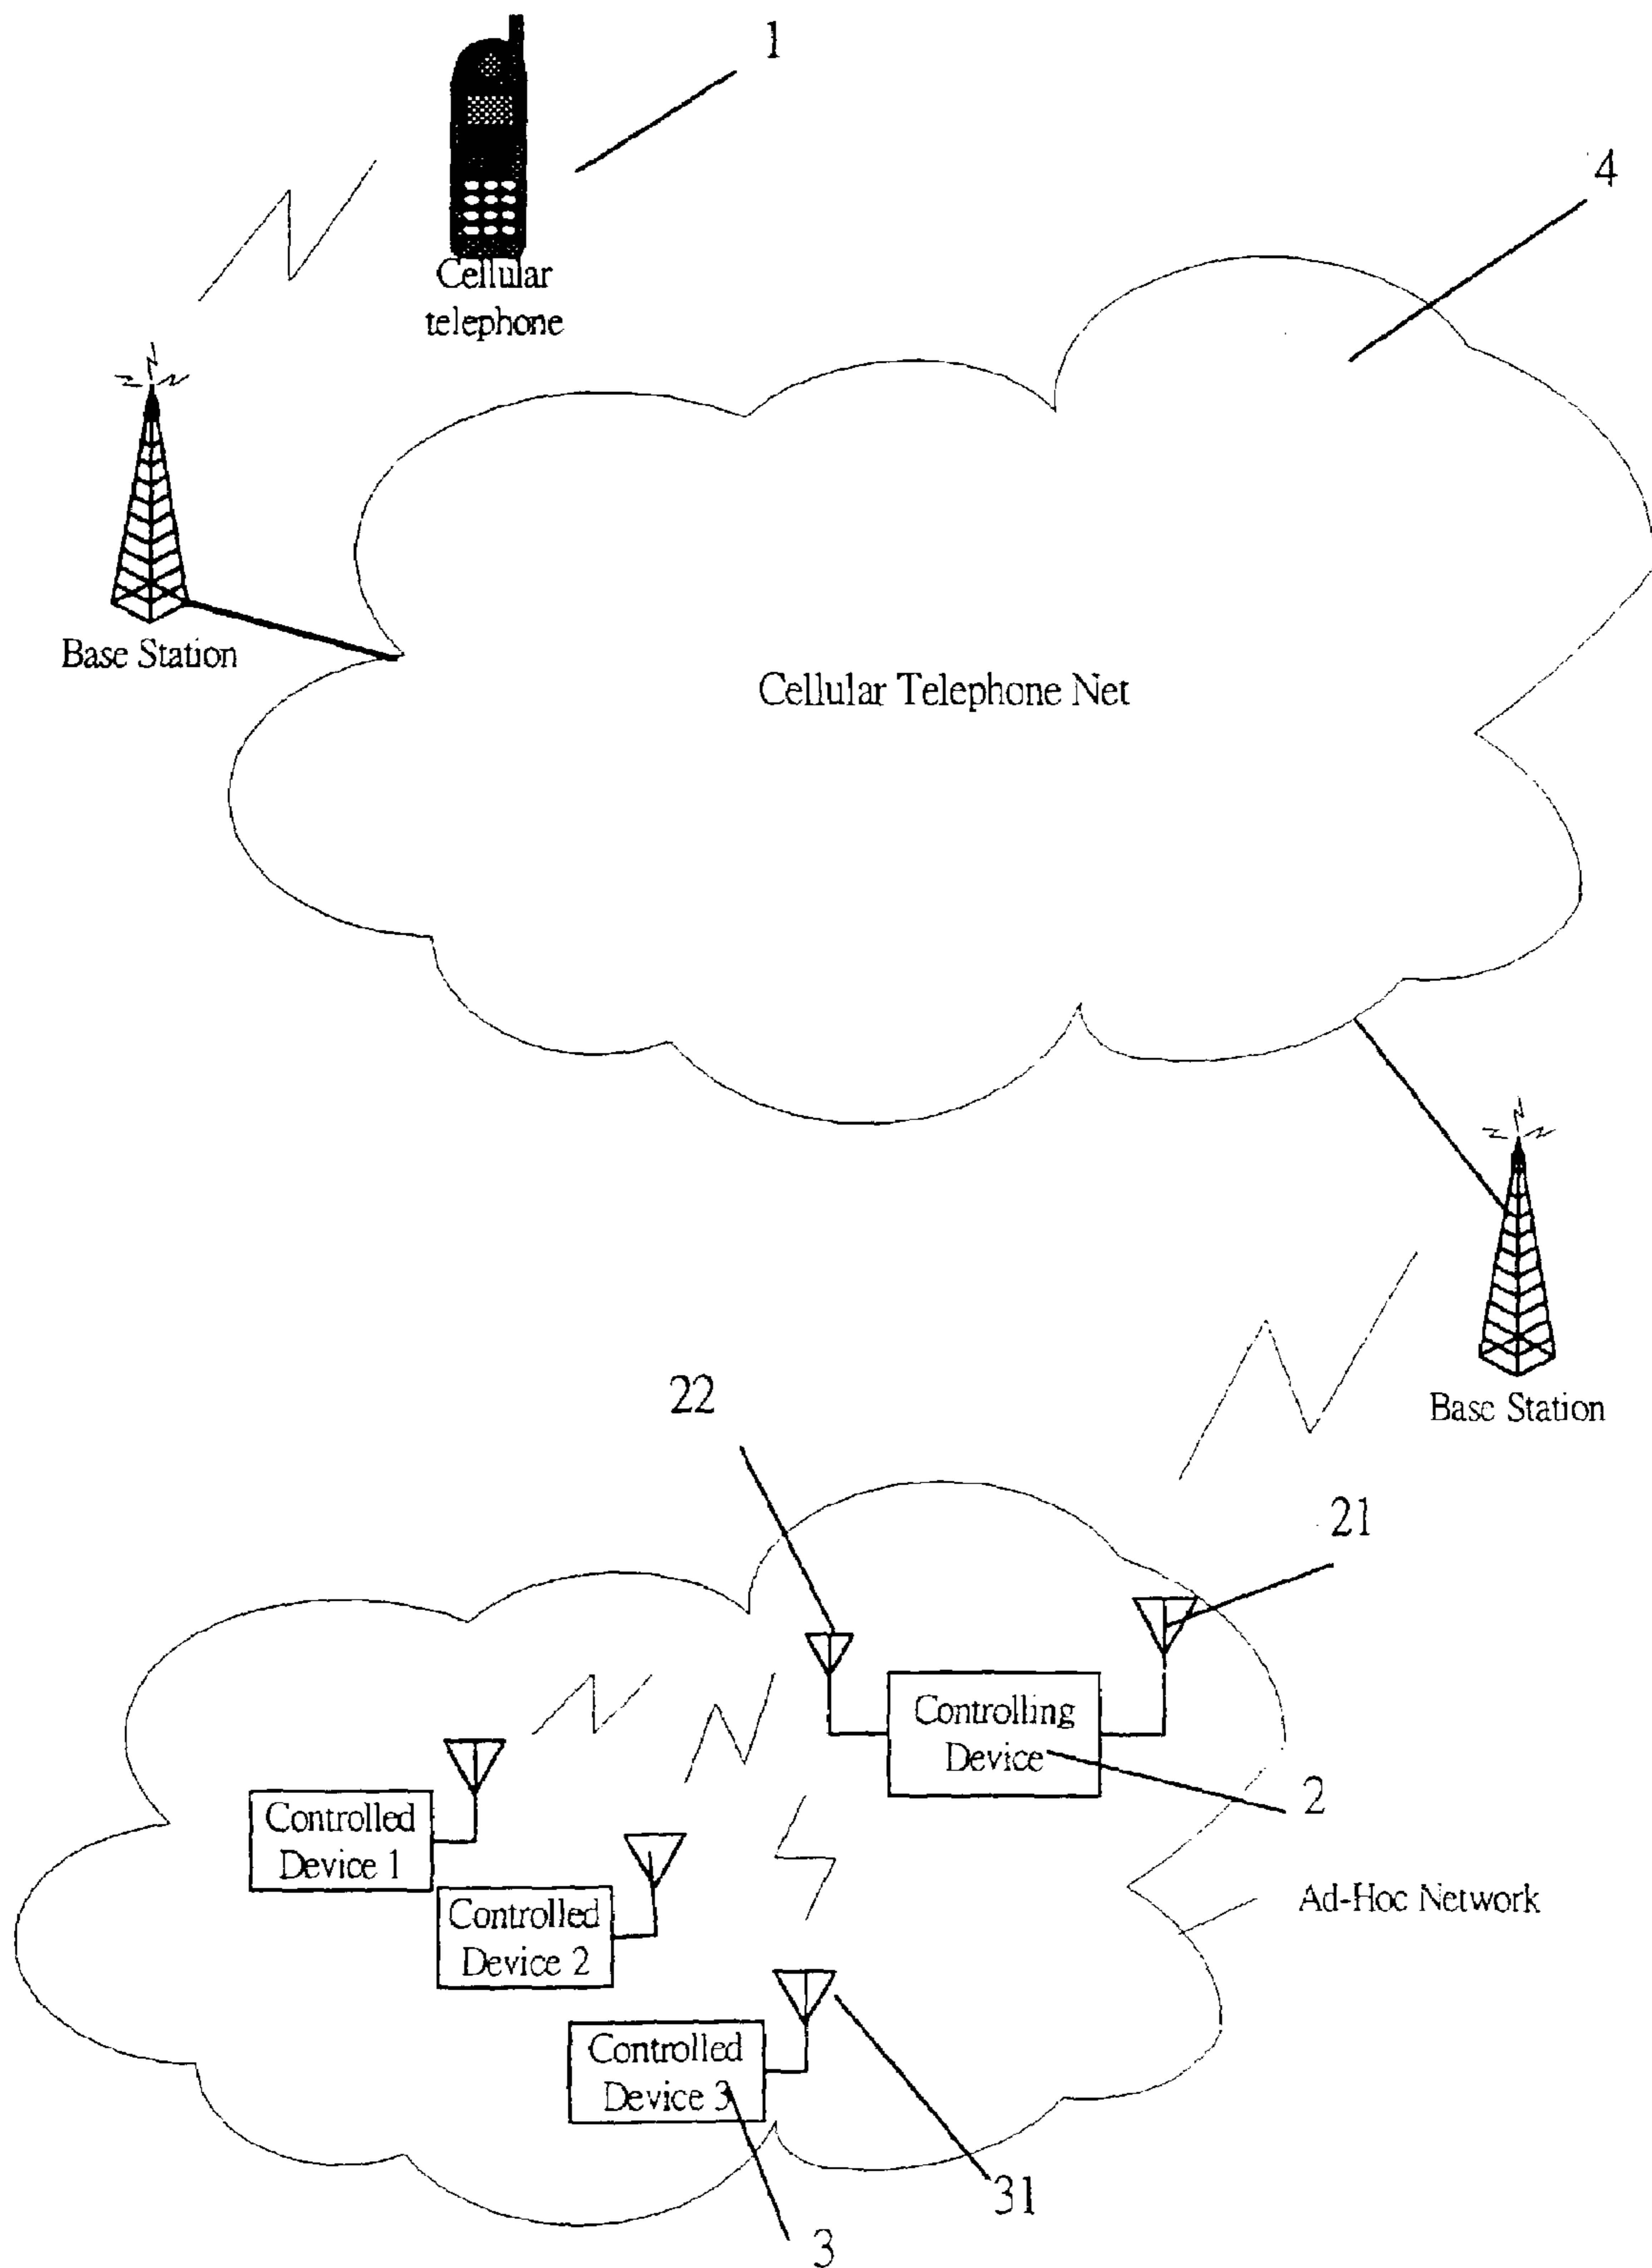 1
4
Cellular
telephone
Base Station
Cellular Telephone Net
22
Base Station
21
Controlling
Device
2
Controlled
Device 1
Ad-Hoc Network
Controlled
Device 2
Controlled
Device 3
31
3